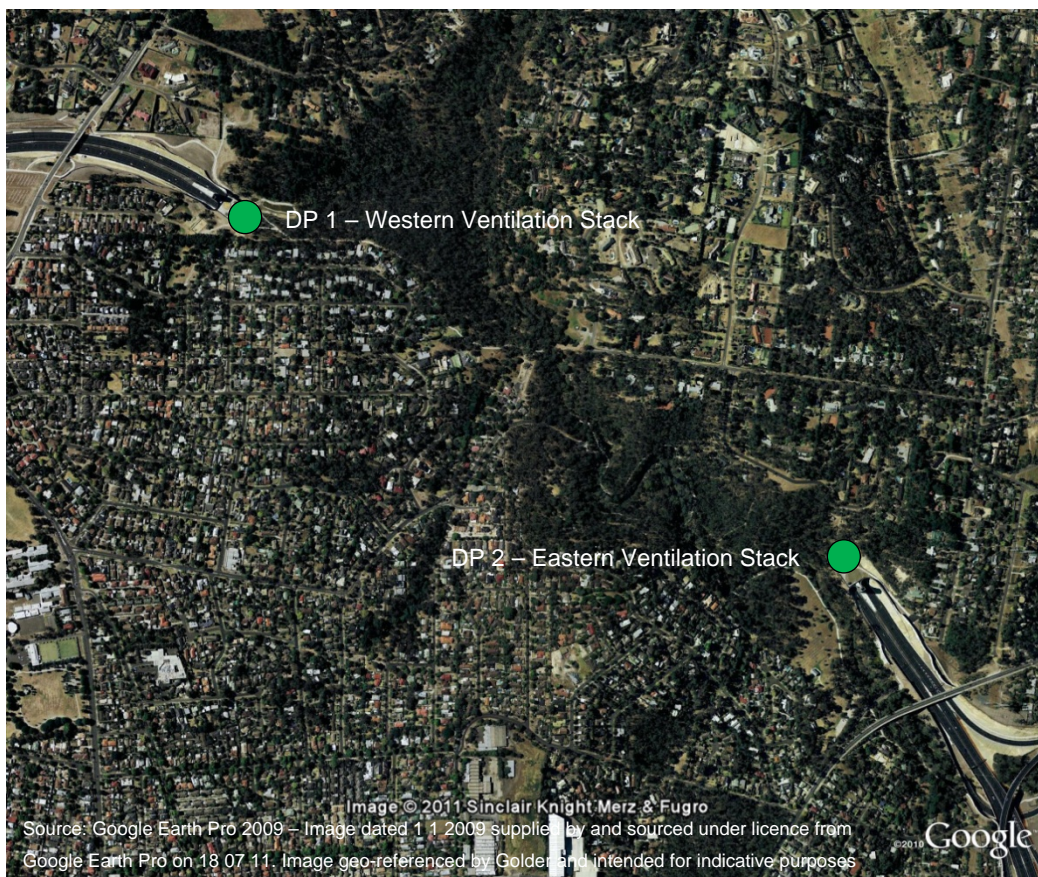 DP 1 – Western Ventilation Stack
DP 2 – Eastern Ventilation Stack
Image © 2011 Sinclair Knight Merz & Fugro
Source: Google Earth Pro 2009 – Image dated 1 1 2009 supplied by and sourced under licence from
Google Earth Pro on 18 07 11. Image geo-referenced by Golder and intended for indicative purposes
©2010 Google